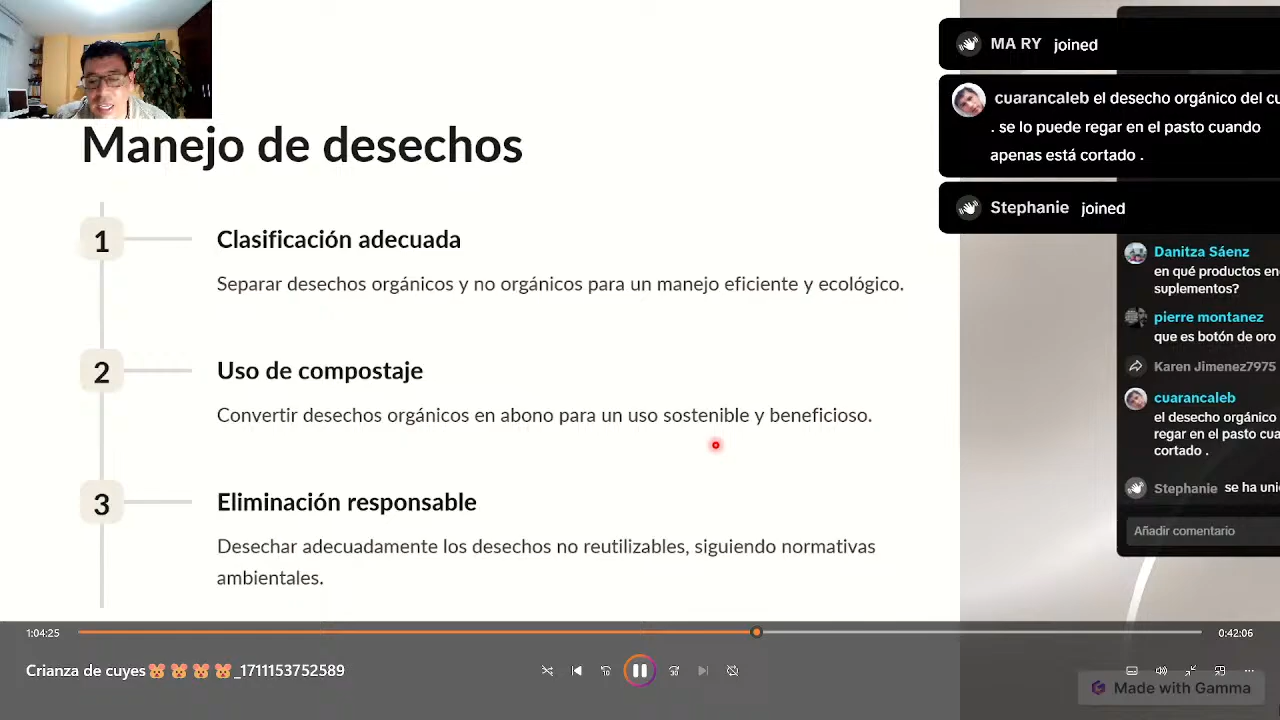 Manejo de desechos
1
Clasificación adecuada
Separar desechos orgánicos y no orgánicos para un manejo eficiente y ecológico.
2
Uso de compostaje
Convertir desechos orgánicos en abono para un uso sostenible y beneficioso.
3
Eliminación responsable
Desechar adecuadamente los desechos no reutilizables, siguiendo normativas
ambientales.
MA RY joined
cuarancaleb el desecho orgánico del cu
. se lo puede regar en el pasto cuando
apenas está cortado .
Stephanie joined
Danitza Sáenz
en qué productos en
suplementos?
pierre montanez
que es botón de oro
Karen Jimenez7975
cuarancaleb
el desecho orgánico
regar en el pasto cua
cortado .
Stephanie se ha uni
Añadir comentario
1:04:25
0:42:06
Crianza de cuyes🐹🐹🐹🐹_1711153752589
Made with Gamma